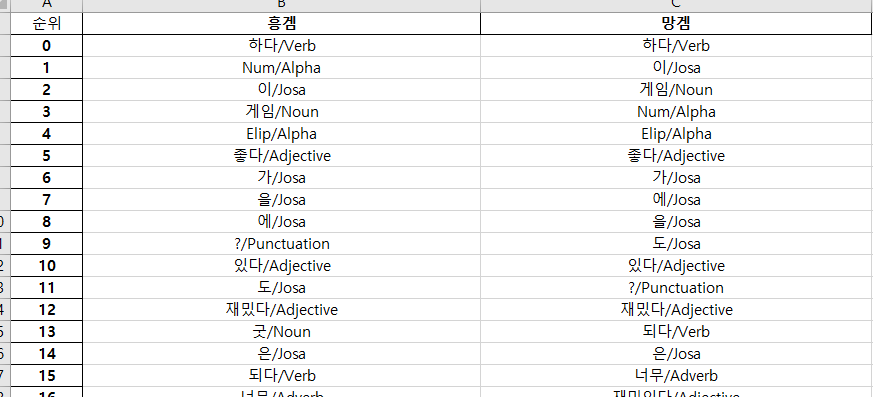 A B C
순위 흥겜 망겜
0 하다/Verb 하다/Verb
1 Num/Alpha 이/Josa
2 이/Josa 게임/Noun
3 게임/Noun Num/Alpha
4 Elip/Alpha Elip/Alpha
5 좋다/Adjective 좋다/Adjective
6 가/Josa 가/Josa
7 을/Josa 에/Josa
8 에/Josa 을/Josa
9 ?/Punctuation 도/Josa
10 있다/Adjective 있다/Adjective
11 도/Josa ?/Punctuation
12 재밌다/Adjective 재밌다/Adjective
13 굿/Noun 되다/Verb
14 은/Josa 은/Josa
15 되다/Verb 너무/Adverb
16 너무/Adverb 재미있다/Adjective